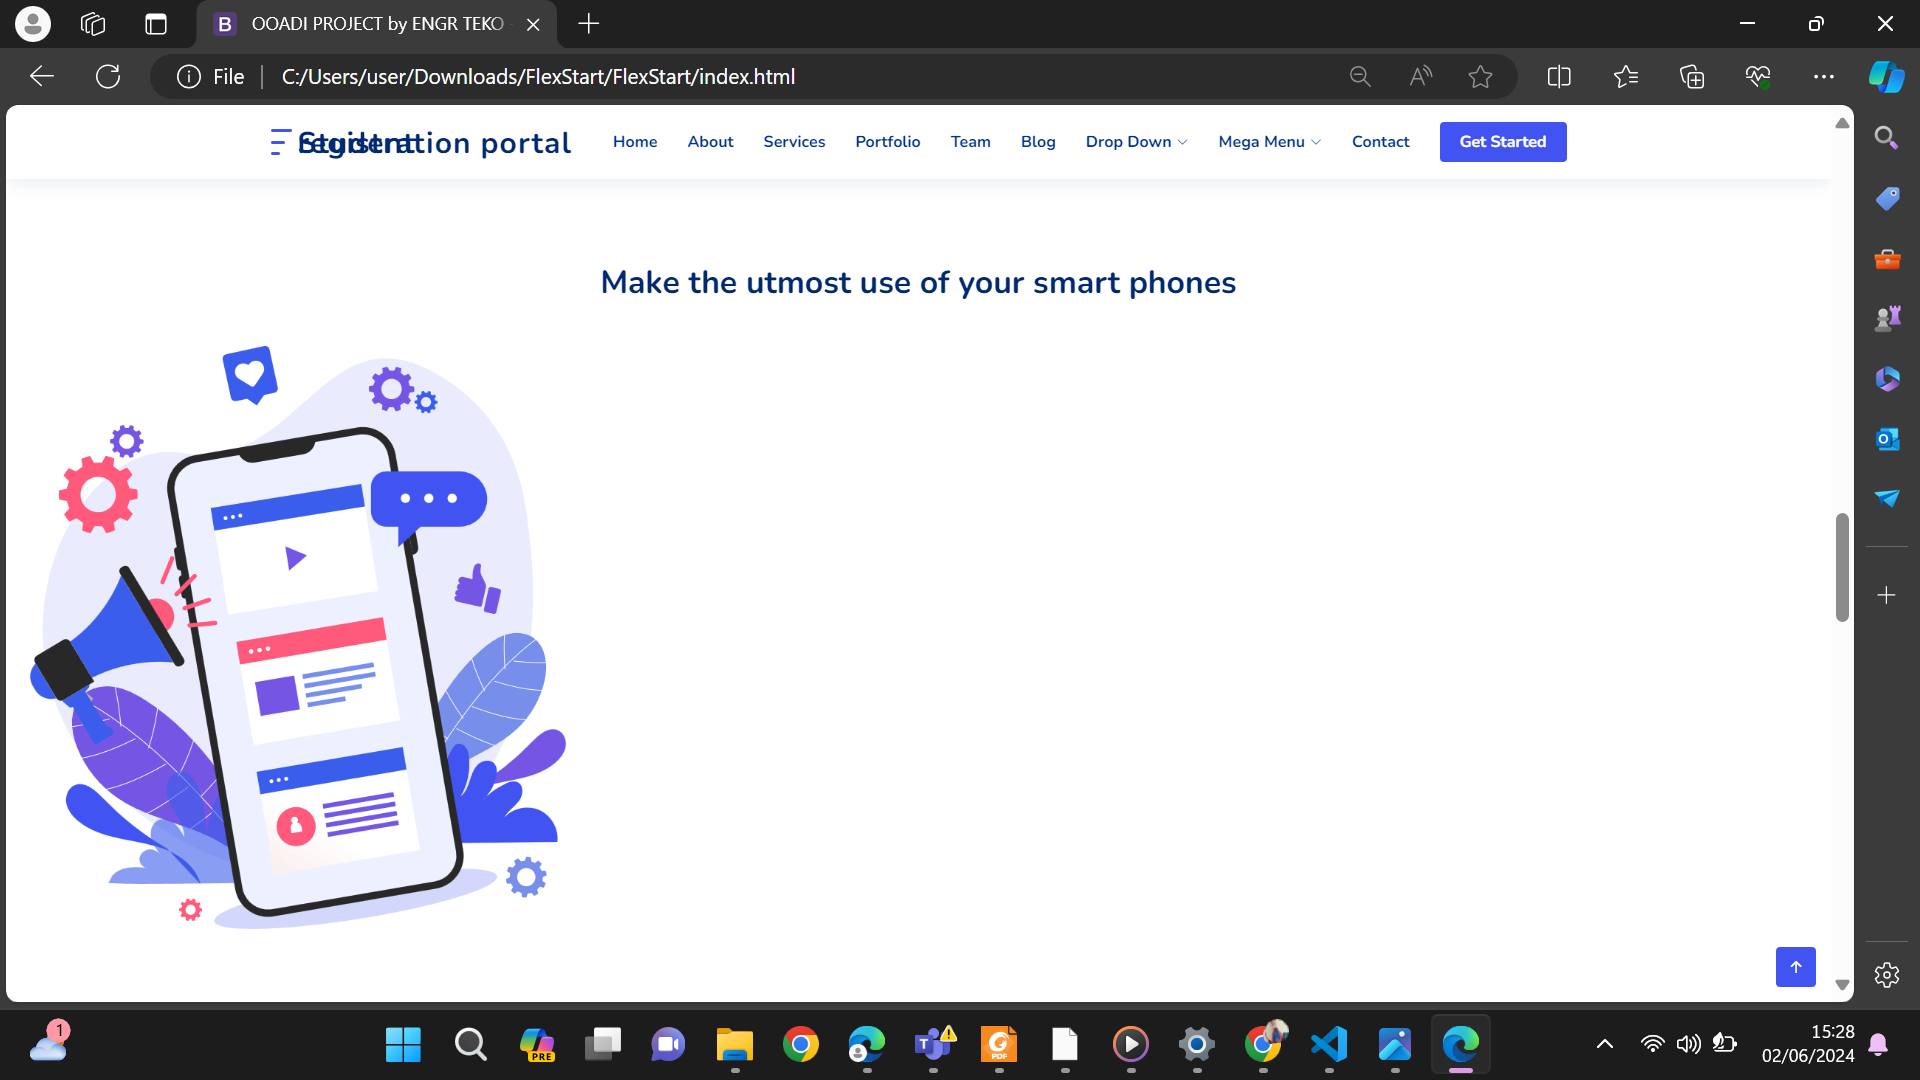 OOADI PROJECT by ENGR TEKO
File
C:/Users/user/Downloads/FlexStart/FlexStart/index.html
Student
registration portal
Home
About
Services
Portfolio
Team
Blog
Drop Down
Mega Menu
Contact
Get Started
Make the utmost use of your smart phones
1
PRE
PDF
15:28
02/06/2024